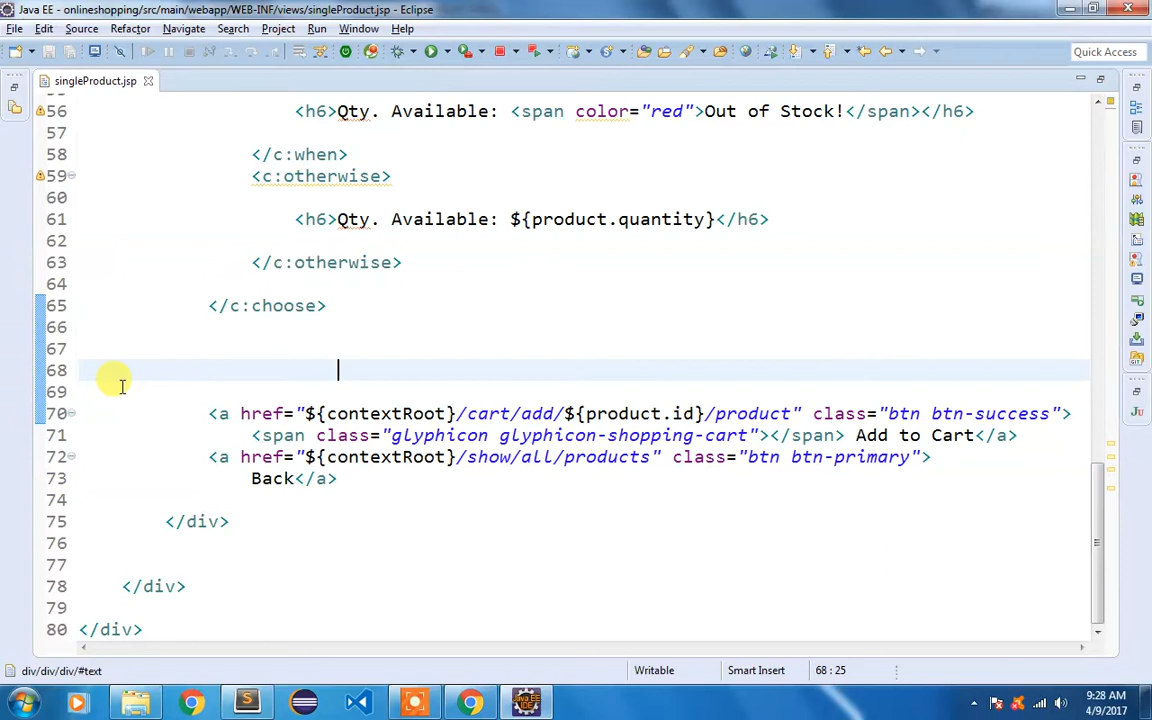 Java EE - onlineshopping/src/main/webapp/WEB-INF/views/singleProduct.jsp - Eclipse
File Edit Source Refactor Navigate Search Project Run Window Help
Quick Access
singleProduct.jsp
56 <h6>Qty. Available: <span color="red">Out of Stock!</span></h6>
57
58 </c:when>
59 <c:otherwise>
60
61 <h6>Qty. Available: ${product.quantity}</h6>
62
63 </c:otherwise>
64
65 </c:choose>
66
67
68
69
70 <a href="${contextRoot}/cart/add/${product.id}/product" class="btn btn-success">
71 <span class="glyphicon glyphicon-shopping-cart"></span> Add to Cart</a>
72 <a href="${contextRoot}/show/all/products" class="btn btn-primary">
73 Back</a>
74
75 </div>
76
77
78 </div>
79
80 </div>
div/div/div/#text
Writable
Smart Insert
68 : 25
9:28 AM
4/9/2017